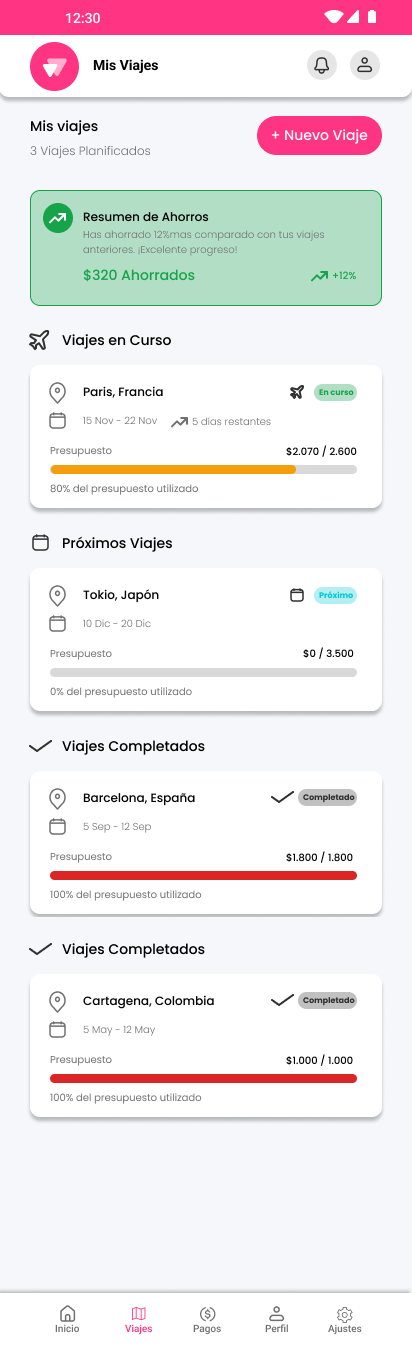 12:30
Mis Viajes
Mis viajes
3 Viajes Planificados
+ Nuevo Viaje
Resumen de Ahorros
Has ahorrado 12%mas comparado con tus viajes
anteriores. ¡Excelente progreso!
$320 Ahorrados
+12%
Viajes en Curso
Paris, Francia
En curso
15 Nov - 22 Nov
5 días restantes
Presupuesto
$2.070 / 2.600
80% del presupuesto utilizado
Próximos Viajes
Tokio, Japón
Próximo
10 Dic - 20 Dic
Presupuesto
$0 / 3.500
0% del presupuesto utilizado
Viajes Completados
Barcelona, España
Completado
5 Sep - 12 Sep
Presupuesto
$1.800 / 1.800
100% del presupuesto utilizado
Viajes Completados
Cartagena, Colombia
Completado
5 May - 12 May
Presupuesto
$1.000 / 1.000
100% del presupuesto utilizado
Inicio
Viajes
Pagos
Perfil
Ajustes